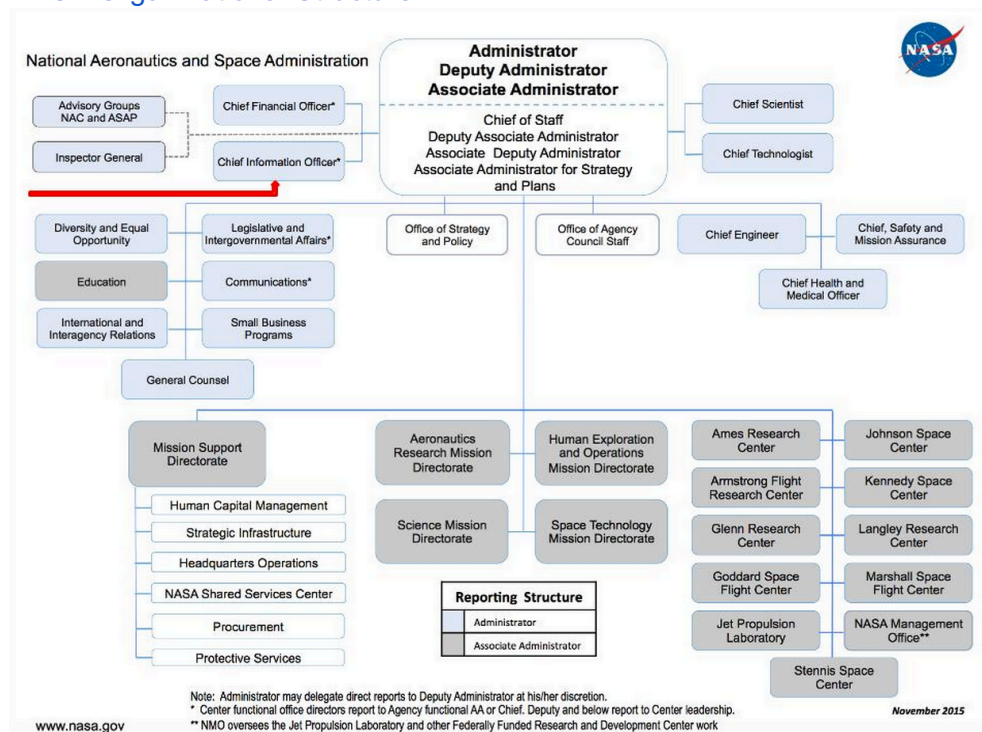 National Aeronautics and Space Administration
Administrator
Deputy Administrator
Associate Administrator
Chief of Staff
Deputy Associate Administrator
Associate Deputy Administrator
Associate Administrator for Strategy
and Plans
NASA
Advisory Groups
NAC and ASAP
Inspector General
Chief Financial Officer*
Chief Information Officer*
Chief Scientist
Chief Technologist
Diversity and Equal
Opportunity
Legislative and
Intergovernmental Affairs*
Education
Communications*
International and
Interagency Relations
Small Business
Programs
General Counsel
Office of Strategy
and Policy
Office of Agency
Council Staff
Chief Engineer
Chief, Safety and
Mission Assurance
Chief Health and
Medical Officer
Mission Support
Directorate
Human Capital Management
Strategic Infrastructure
Headquarters Operations
NASA Shared Services Center
Procurement
Protective Services
Aeronautics
Research Mission
Directorate
Human Exploration
and Operations
Mission Directorate
Science Mission
Directorate
Space Technology
Mission Directorate
Reporting Structure
Administrator
Associate Administrator
Ames Research
Center
Johnson Space
Center
Armstrong Flight
Research Center
Kennedy Space
Center
Glenn Research
Center
Langley Research
Center
Goddard Space
Flight Center
Marshall Space
Flight Center
Jet Propulsion
Laboratory
NASA Management
Office**
Stennis Space
Center
Note: Administrator may delegate direct reports to Deputy Administrator at his/her discretion.
* Center functional office directors report to Agency functional AA or Chief. Deputy and below report to Center leadership.
** NMO oversees the Jet Propulsion Laboratory and other Federally Funded Research and Development Center work
www.nasa.gov
November 2015